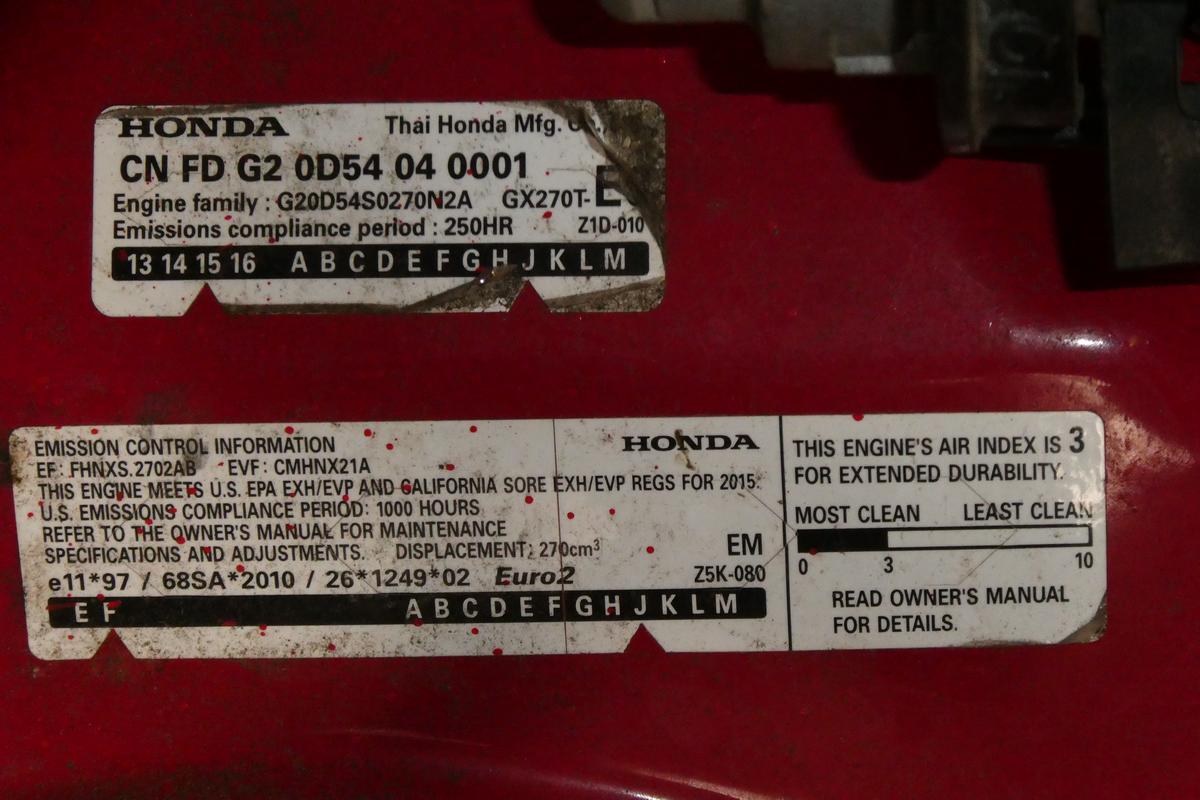 HONDA Thai Honda Mfg.
CN FD G2 0D54 04 0001
Engine family : G20D54S0270N2A GX270T-
Emissions compliance period : 250HR Z1D-010
13 14 15 16 A B C D E F G H J K L M
EMISSION CONTROL INFORMATION
EF : FHNXS.2702AB EVF: CMHNX21A
THIS ENGINE MEETS U.S. EPA EXH/EVP AND CALIFORNIA SORE EXH/EVP REGS FOR 2015.
U.S. EMISSIONS COMPLIANCE PERIOD: 1000 HOURS
REFER TO THE OWNER'S MANUAL FOR MAINTENANCE
SPECIFICATIONS AND ADJUSTMENTS. DISPLACEMENT: 270cm³
e11*97 / 68SA*2010 / 26*1249*02 Euro2
HONDA
EM
Z5K-080
E F A B C D E F G H J K L M
THIS ENGINE'S AIR INDEX IS 3
FOR EXTENDED DURABILITY.
MOST CLEAN LEAST CLEAN
0 3 10
READ OWNER'S MANUAL
FOR DETAILS.